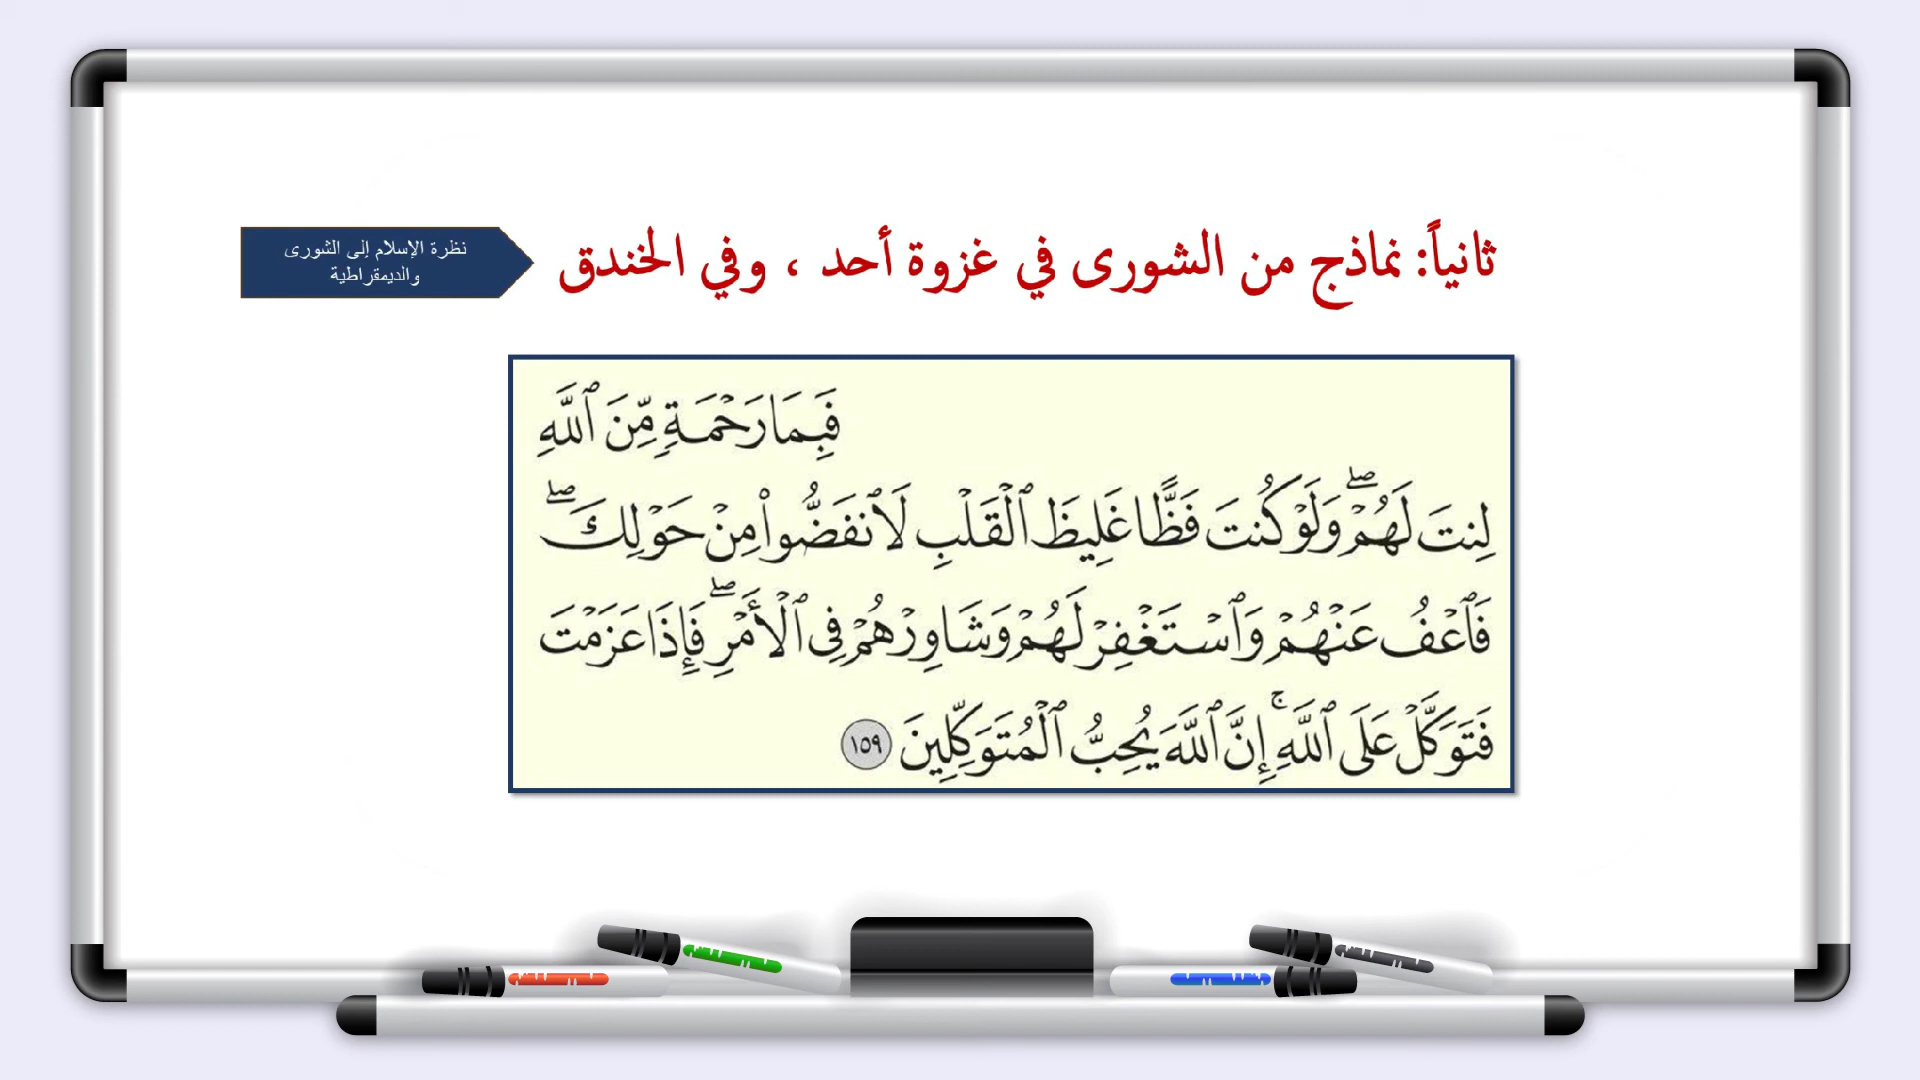 ثانياً: نماذج من الشورى في غزوة أحد ، وفي الخندق
نظرة الإسلام إلى الشورى
والديمقراطية
فَبِمَا رَحْمَةٍ مِّنَ ٱللَّهِ
لِنتَ لَهُمْ ۖ وَلَوْ كُنتَ فَظًّا غَلِيظَ ٱلْقَلْبِ لَٱنفَضُّوا۟ مِنْ حَوْلِكَ ۖ
فَٱعْفُ عَنْهُمْ وَٱسْتَغْفِرْ لَهُمْ وَشَاوِرْهُمْ فِى ٱلْأَمْرِ ۖ فَإِذَا عَزَمْتَ
فَتَوَكَّلْ عَلَى ٱللَّهِ ۚ إِنَّ ٱللَّهَ يُحِبُّ ٱلْمُتَوَكِّلِينَ ١٥٩